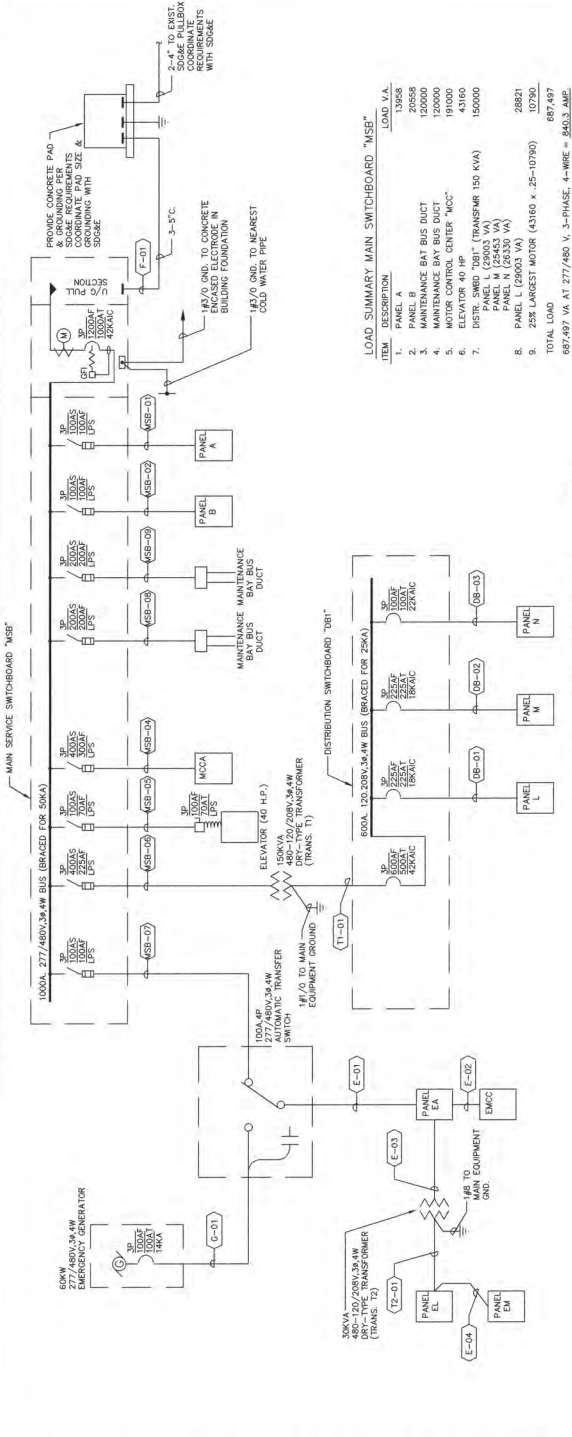 MAIN SERVICE SWITCHBOARD "MSB"
1000A, 277/480V,3ø,4W BUS (BRACED FOR 50KA)
3P
100AS
100AF
LPS
MSB-07
3P
400AS
225AF
LPS
MSB-06
3P
100AS
70AF
LPS
MSB-05
3P
400AS
300AF
LPS
MSB-04
3P
200AS
200AF
LPS
MSB-08
3P
200AS
200AF
LPS
MSB-09
3P
100AS
100AF
LPS
MSB-02
3P
100AS
100AF
LPS
MSB-01
GFI
M
3P
1200AF
1000AT
42KAIC
U/G PULL
SECTION
F-01
3-5"C.
PROVIDE CONCRETE PAD
& GROUNDING PER
SDG&E REQUIREMENTS
COORDINATE PAD SIZE &
GROUNDING WITH
SDG&E
2-4" TO EXIST.
SDG&E PULLBOX
COORDINATE
REQUIREMENTS
WITH SDG&E
1#3/0 GND. TO CONCRETE
ENCASED ELECTRODE IN
BUILDING FOUNDATION
1#3/0 GND. TO NEAREST
COLD WATER PIPE
PANEL
A
PANEL
B
MAINTENANCE
BAY BUS
DUCT
MAINTENANCE
BAY BUS
DUCT
MCCA
3P
100AF
70AT
LPS
ELEVATOR (40 H.P.)
150KVA
480-120/208V,3ø,4W
DRY-TYPE TRANSFORMER
(TRANS. T1)
1#1/0 TO MAIN
EQUIPMENT GROUND
T1-01
DISTRIBUTION SWITCHBOARD "DB1"
600A, 120,208V,3ø,4W BUS (BRACED FOR 25KA)
3P
600AF
500AT
42KAIC
3P
225AF
225AT
18KAIC
3P
225AF
225AT
18KAIC
3P
100AF
100AT
22KAIC
DB-01
DB-02
DB-03
PANEL
L
PANEL
M
PANEL
N
100A,4P
277/480V,3ø,4W
AUTOMATIC TRANSFER
SWITCH
60KW
277/480V,3ø,4W
EMERGENCY GENERATOR
G
3P
100AF
100AT
14KA
G-01
E-01
PANEL
EA
E-02
EMCC
E-03
1#8 TO
MAIN EQUIPMENT
GND.
30KVA
480-120/208V,3ø,4W
DRY-TYPE TRANSFORMER
(TRANS. T2)
T2-01
PANEL
EL
PANEL
EM
E-04
LOAD SUMMARY MAIN SWITCHBOARD "MSB"
ITEM DESCRIPTION LOAD V.A.
1. PANEL A 13958
2. PANEL B 20558
3. MAINTENANCE BAT BUS DUCT 120000
4. MAINTENANCE BAY BUS DUCT 120000
5. MOTOR CONTROL CENTER "MCC" 191000
6. ELEVATOR 40 HP 43160
7. DISTR. SWBD "DB1" (TRANSFMR 150 KVA) 150000
PANEL L (29003 VA)
PANEL M (25453 VA)
PANEL N (26330 VA)
8. PANEL L (29003 VA) 28821
9. 25% LARGEST MOTOR (43160 x .25-10790) 10790
TOTAL LOAD 687,497
687,497 VA AT 277/480 V, 3-PHASE, 4-WIRE = 840.3 AMP